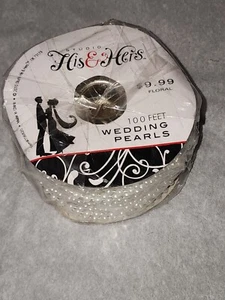 STUDIO
His & Hers.
$9.99
FLORAL
100 FEET
WEDDING
PEARLS